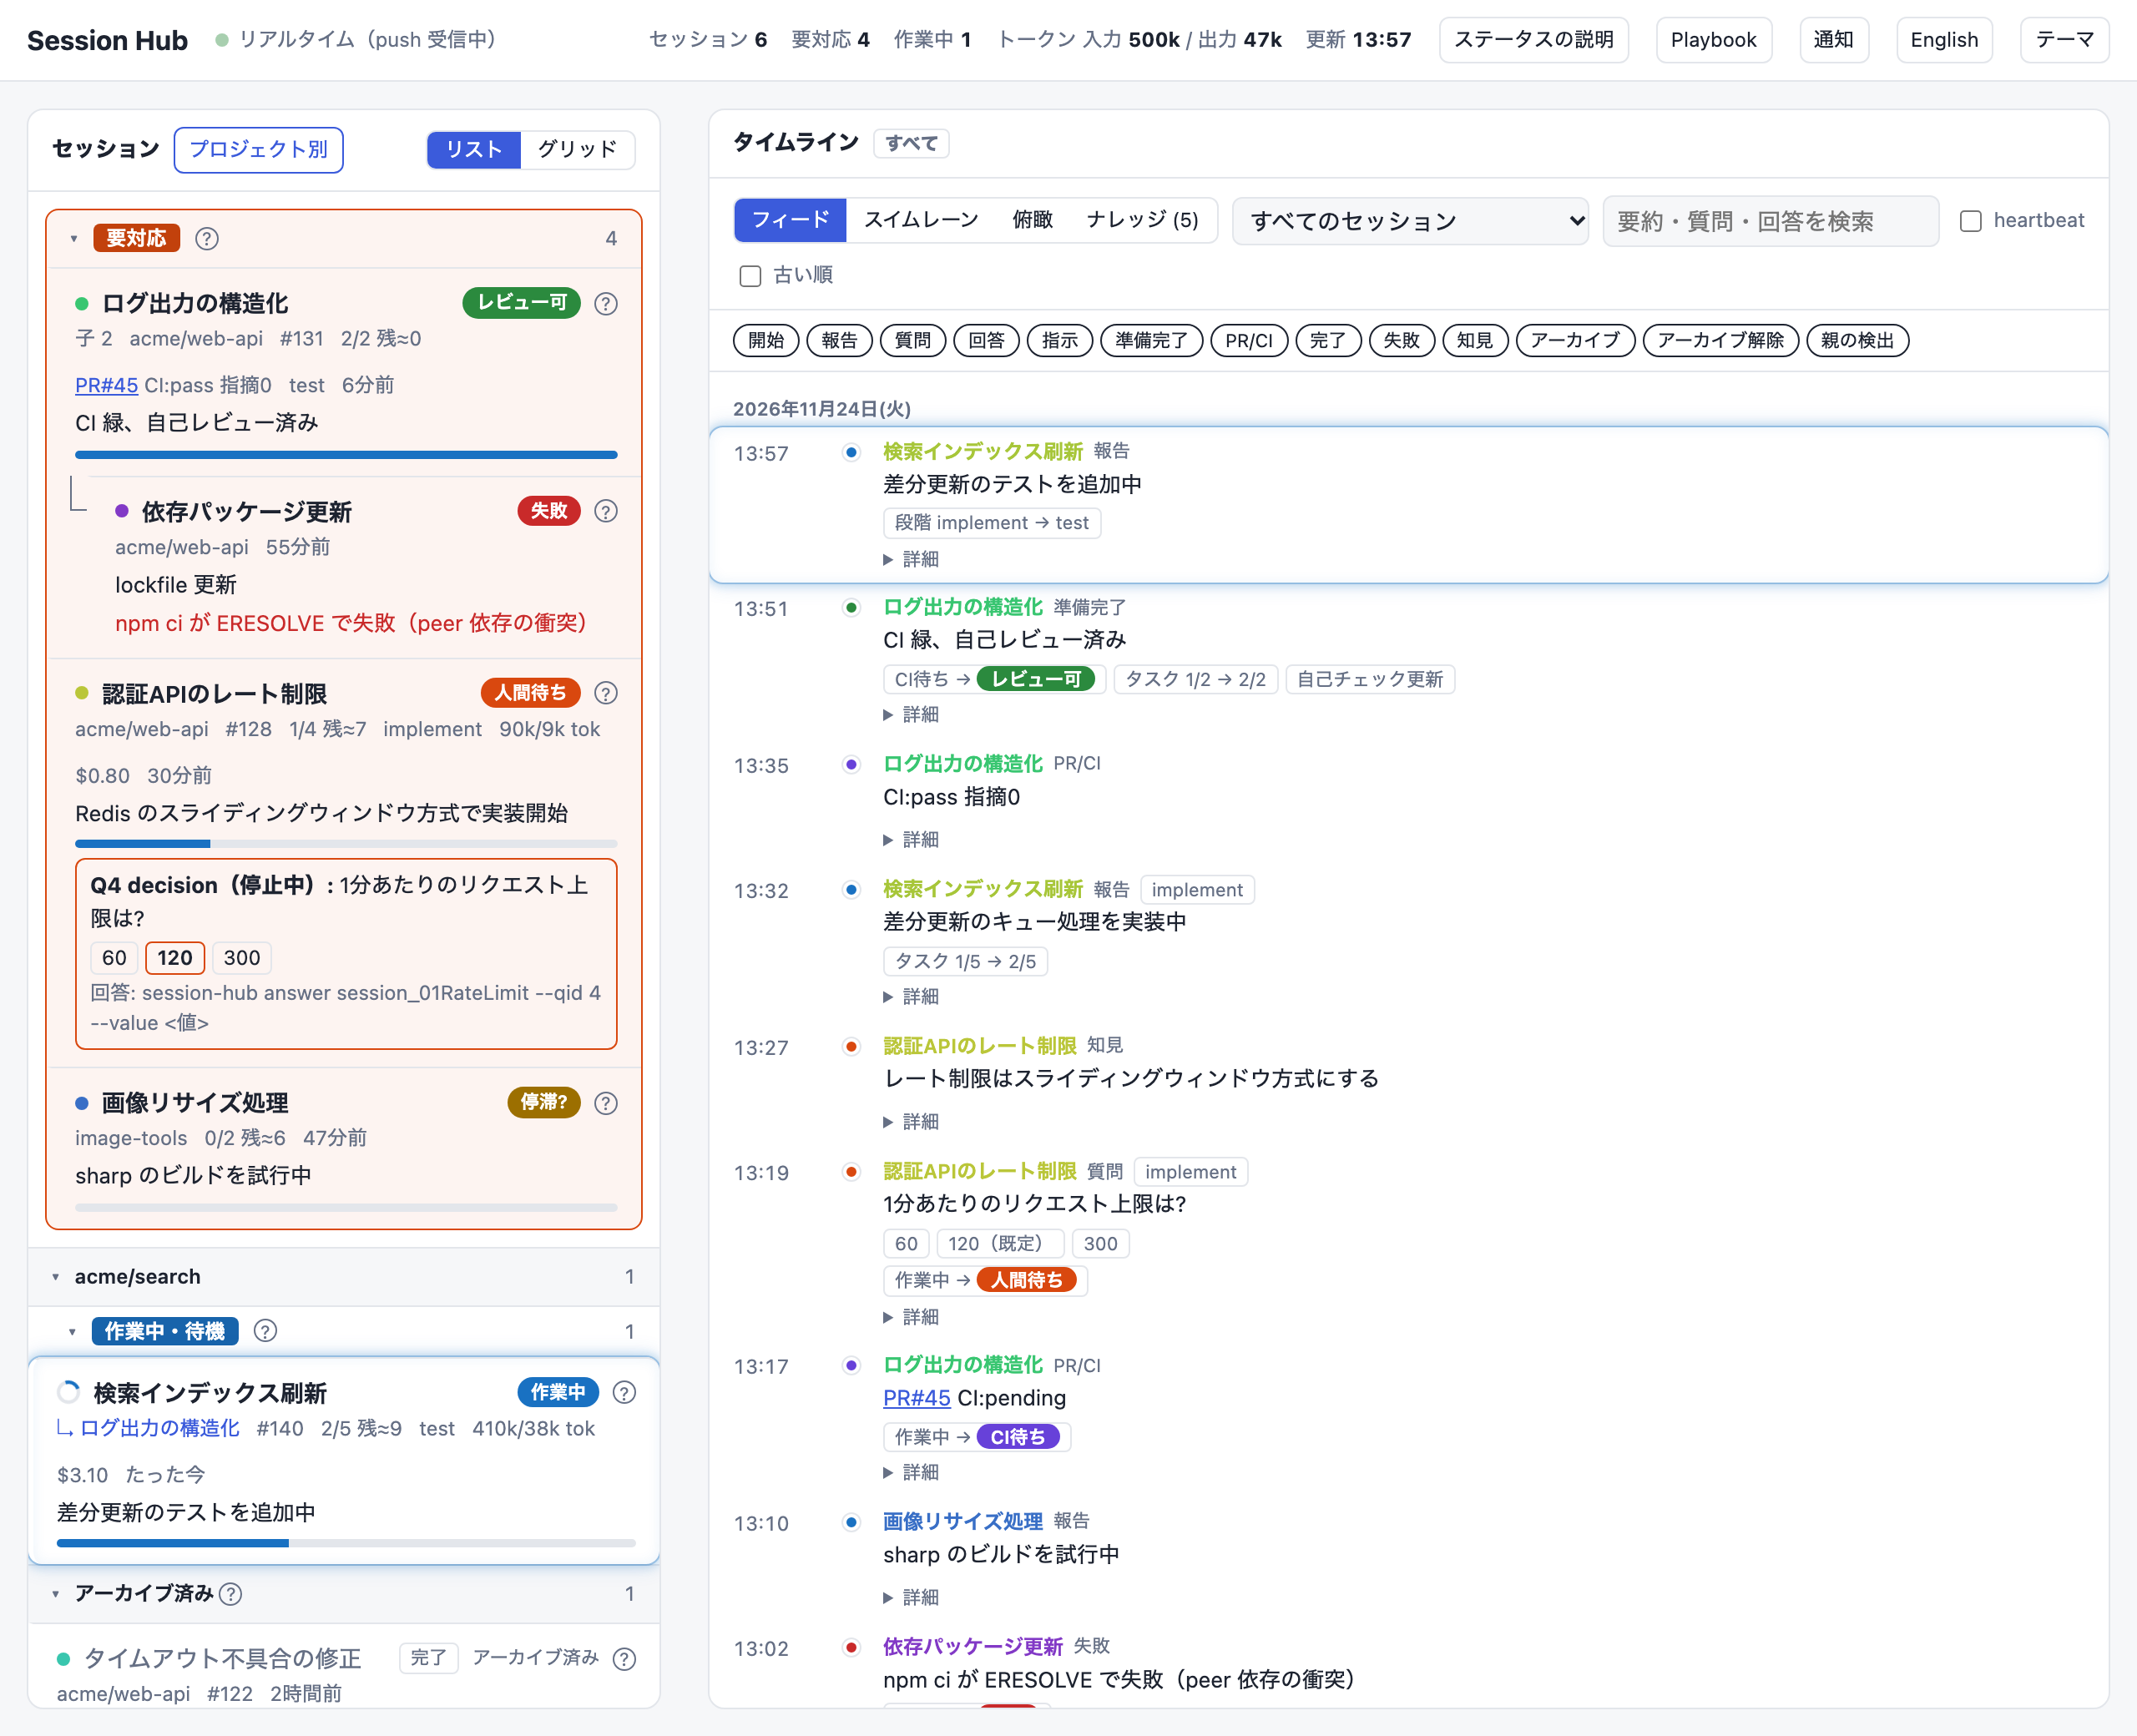 Session Hub
リアルタイム（push 受信中）
セッション 6 要対応 4 作業中 1 トークン 入力 500k / 出力 47k 更新 13:57
ステータスの説明
Playbook
通知
English
テーマ
セッション プロジェクト別
リスト グリッド
▾ 要対応 ? 4
ログ出力の構造化 レビュー可 ?
子 2 acme/web-api #131 2/2 残≈0
PR#45 CI:pass 指摘0 test 6分前
CI 緑、自己レビュー済み
依存パッケージ更新 失敗 ?
acme/web-api 55分前
lockfile 更新
npm ci が ERESOLVE で失敗（peer 依存の衝突）
認証APIのレート制限 人間待ち ?
acme/web-api #128 1/4 残≈7 implement 90k/9k tok
$0.80 30分前
Redis のスライディングウィンドウ方式で実装開始
Q4 decision（停止中）: 1分あたりのリクエスト上
限は?
60 120 300
回答: session-hub answer session_01RateLimit --qid 4
--value <値>
画像リサイズ処理 停滞? ?
image-tools 0/2 残≈6 47分前
sharp のビルドを試行中
▾ acme/search 1
▾ 作業中・待機 ? 1
検索インデックス刷新 作業中 ?
ログ出力の構造化 #140 2/5 残≈9 test 410k/38k tok
$3.10 たった今
差分更新のテストを追加中
▾ アーカイブ済み ? 1
タイムアウト不具合の修正 完了 アーカイブ済み ?
acme/web-api #122 2時間前
タイムライン すべて
フィード スイムレーン 俯瞰 ナレッジ (5) すべてのセッション 要約・質問・回答を検索 heartbeat
古い順
開始 報告 質問 回答 指示 準備完了 PR/CI 完了 失敗 知見 アーカイブ アーカイブ解除 親の検出
2026年11月24日(火)
13:57 検索インデックス刷新 報告
差分更新のテストを追加中
段階 implement → test
▶ 詳細
13:51 ログ出力の構造化 準備完了
CI 緑、自己レビュー済み
CI待ち → レビュー可 タスク 1/2 → 2/2 自己チェック更新
▶ 詳細
13:35 ログ出力の構造化 PR/CI
CI:pass 指摘0
▶ 詳細
13:32 検索インデックス刷新 報告 implement
差分更新のキュー処理を実装中
タスク 1/5 → 2/5
▶ 詳細
13:27 認証APIのレート制限 知見
レート制限はスライディングウィンドウ方式にする
▶ 詳細
13:19 認証APIのレート制限 質問 implement
1分あたりのリクエスト上限は?
60 120（既定） 300
作業中 → 人間待ち
▶ 詳細
13:17 ログ出力の構造化 PR/CI
PR#45 CI:pending
作業中 → CI待ち
▶ 詳細
13:10 画像リサイズ処理 報告
sharp のビルドを試行中
▶ 詳細
13:02 依存パッケージ更新 失敗
npm ci が ERESOLVE で失敗（peer 依存の衝突）